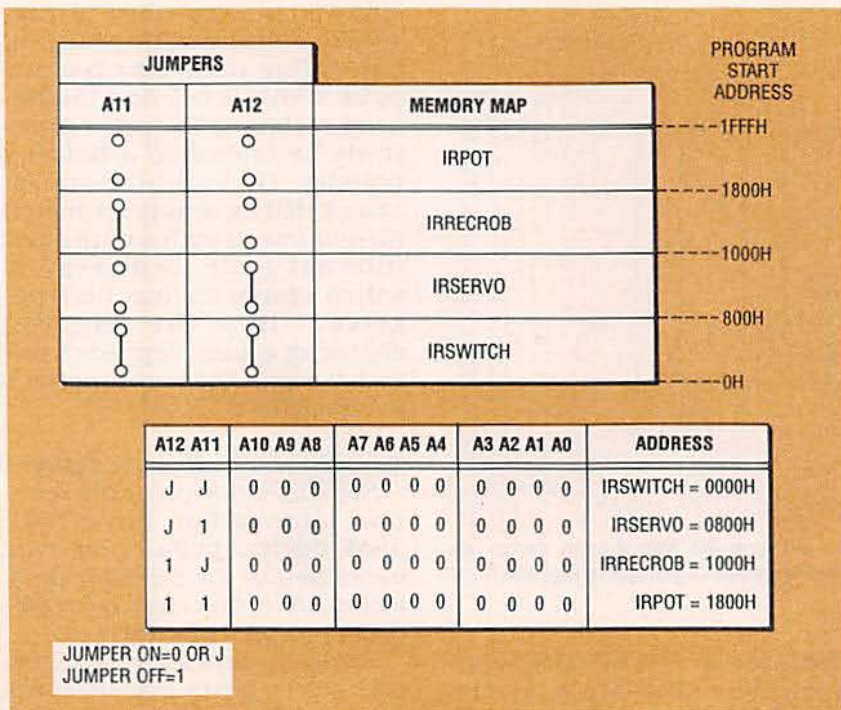 JUMPERS
PROGRAM
START
ADDRESS
A11 A12 MEMORY MAP
1FFFH
IRPOT
1800H
IRRECROB
1000H
IRSERVO
800H
IRSWITCH
0H
A12 A11 A10 A9 A8 A7 A6 A5 A4 A3 A2 A1 A0 ADDRESS
J J 0 0 0 0 0 0 0 0 0 0 0 IRSWITCH = 0000H
J 1 0 0 0 0 0 0 0 0 0 0 0 IRSERVO = 0800H
1 J 0 0 0 0 0 0 0 0 0 0 0 IRRECROB = 1000H
1 1 0 0 0 0 0 0 0 0 0 0 0 IRPOT = 1800H
JUMPER ON=0 OR J
JUMPER OFF=1